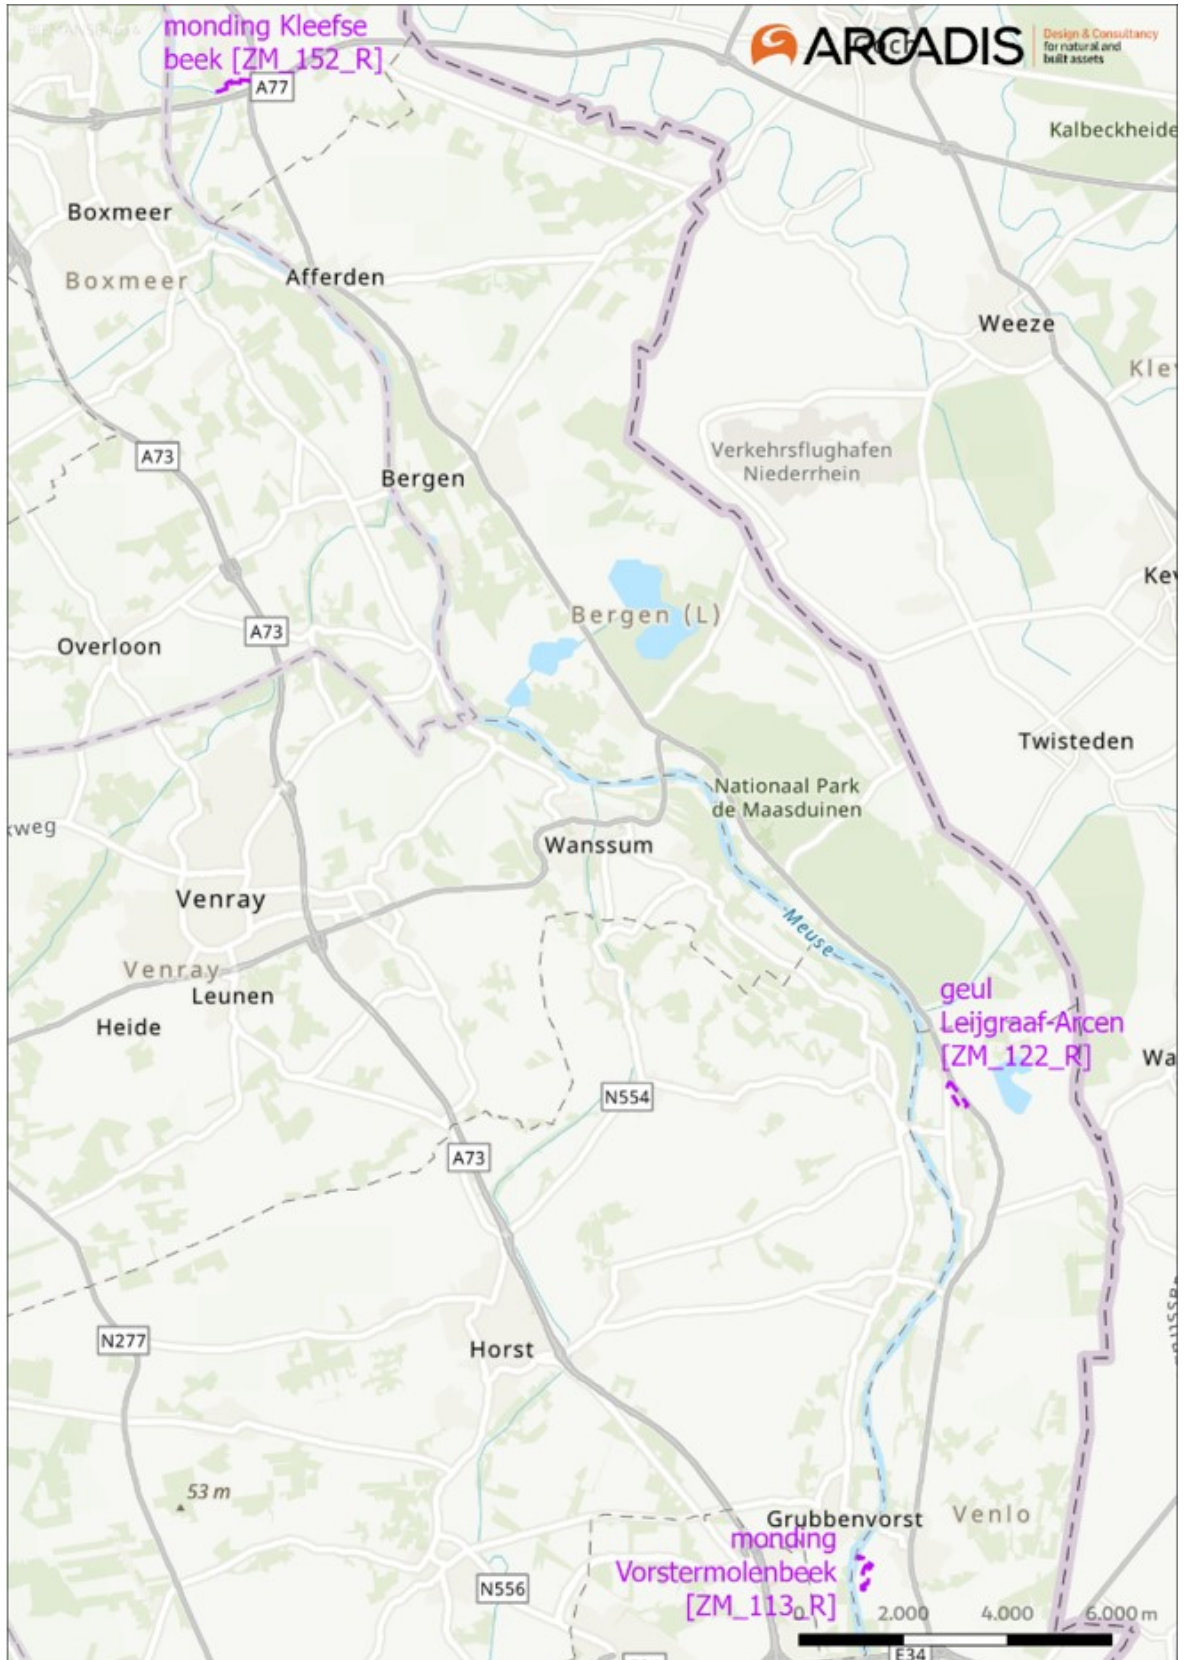 monding Kleefse
beek [ZM_152_R]
ARCADIS
Design & Consultancy
for natural and
built assets
A77
Kalbeckheide
Boxmeer
Boxmeer
Afferden
Weeze
A73
Verkehrsflughafen
Niederrhein
Bergen
Bergen (L)
A73
Overloon
Twisteden
Nationaal Park
de Maasduinen
Wanssum
Venray
Meuse
Venray
Leunen
Heide
geul
Leijgraaf-Arcen
[ZM_122_R]
N554
A73
N277
Horst
53 m
Grubbenvorst
Venlo
monding
Vorstermolenbeek
[ZM_113_R]
N556
0 2.000 4.000 6.000 m
E34